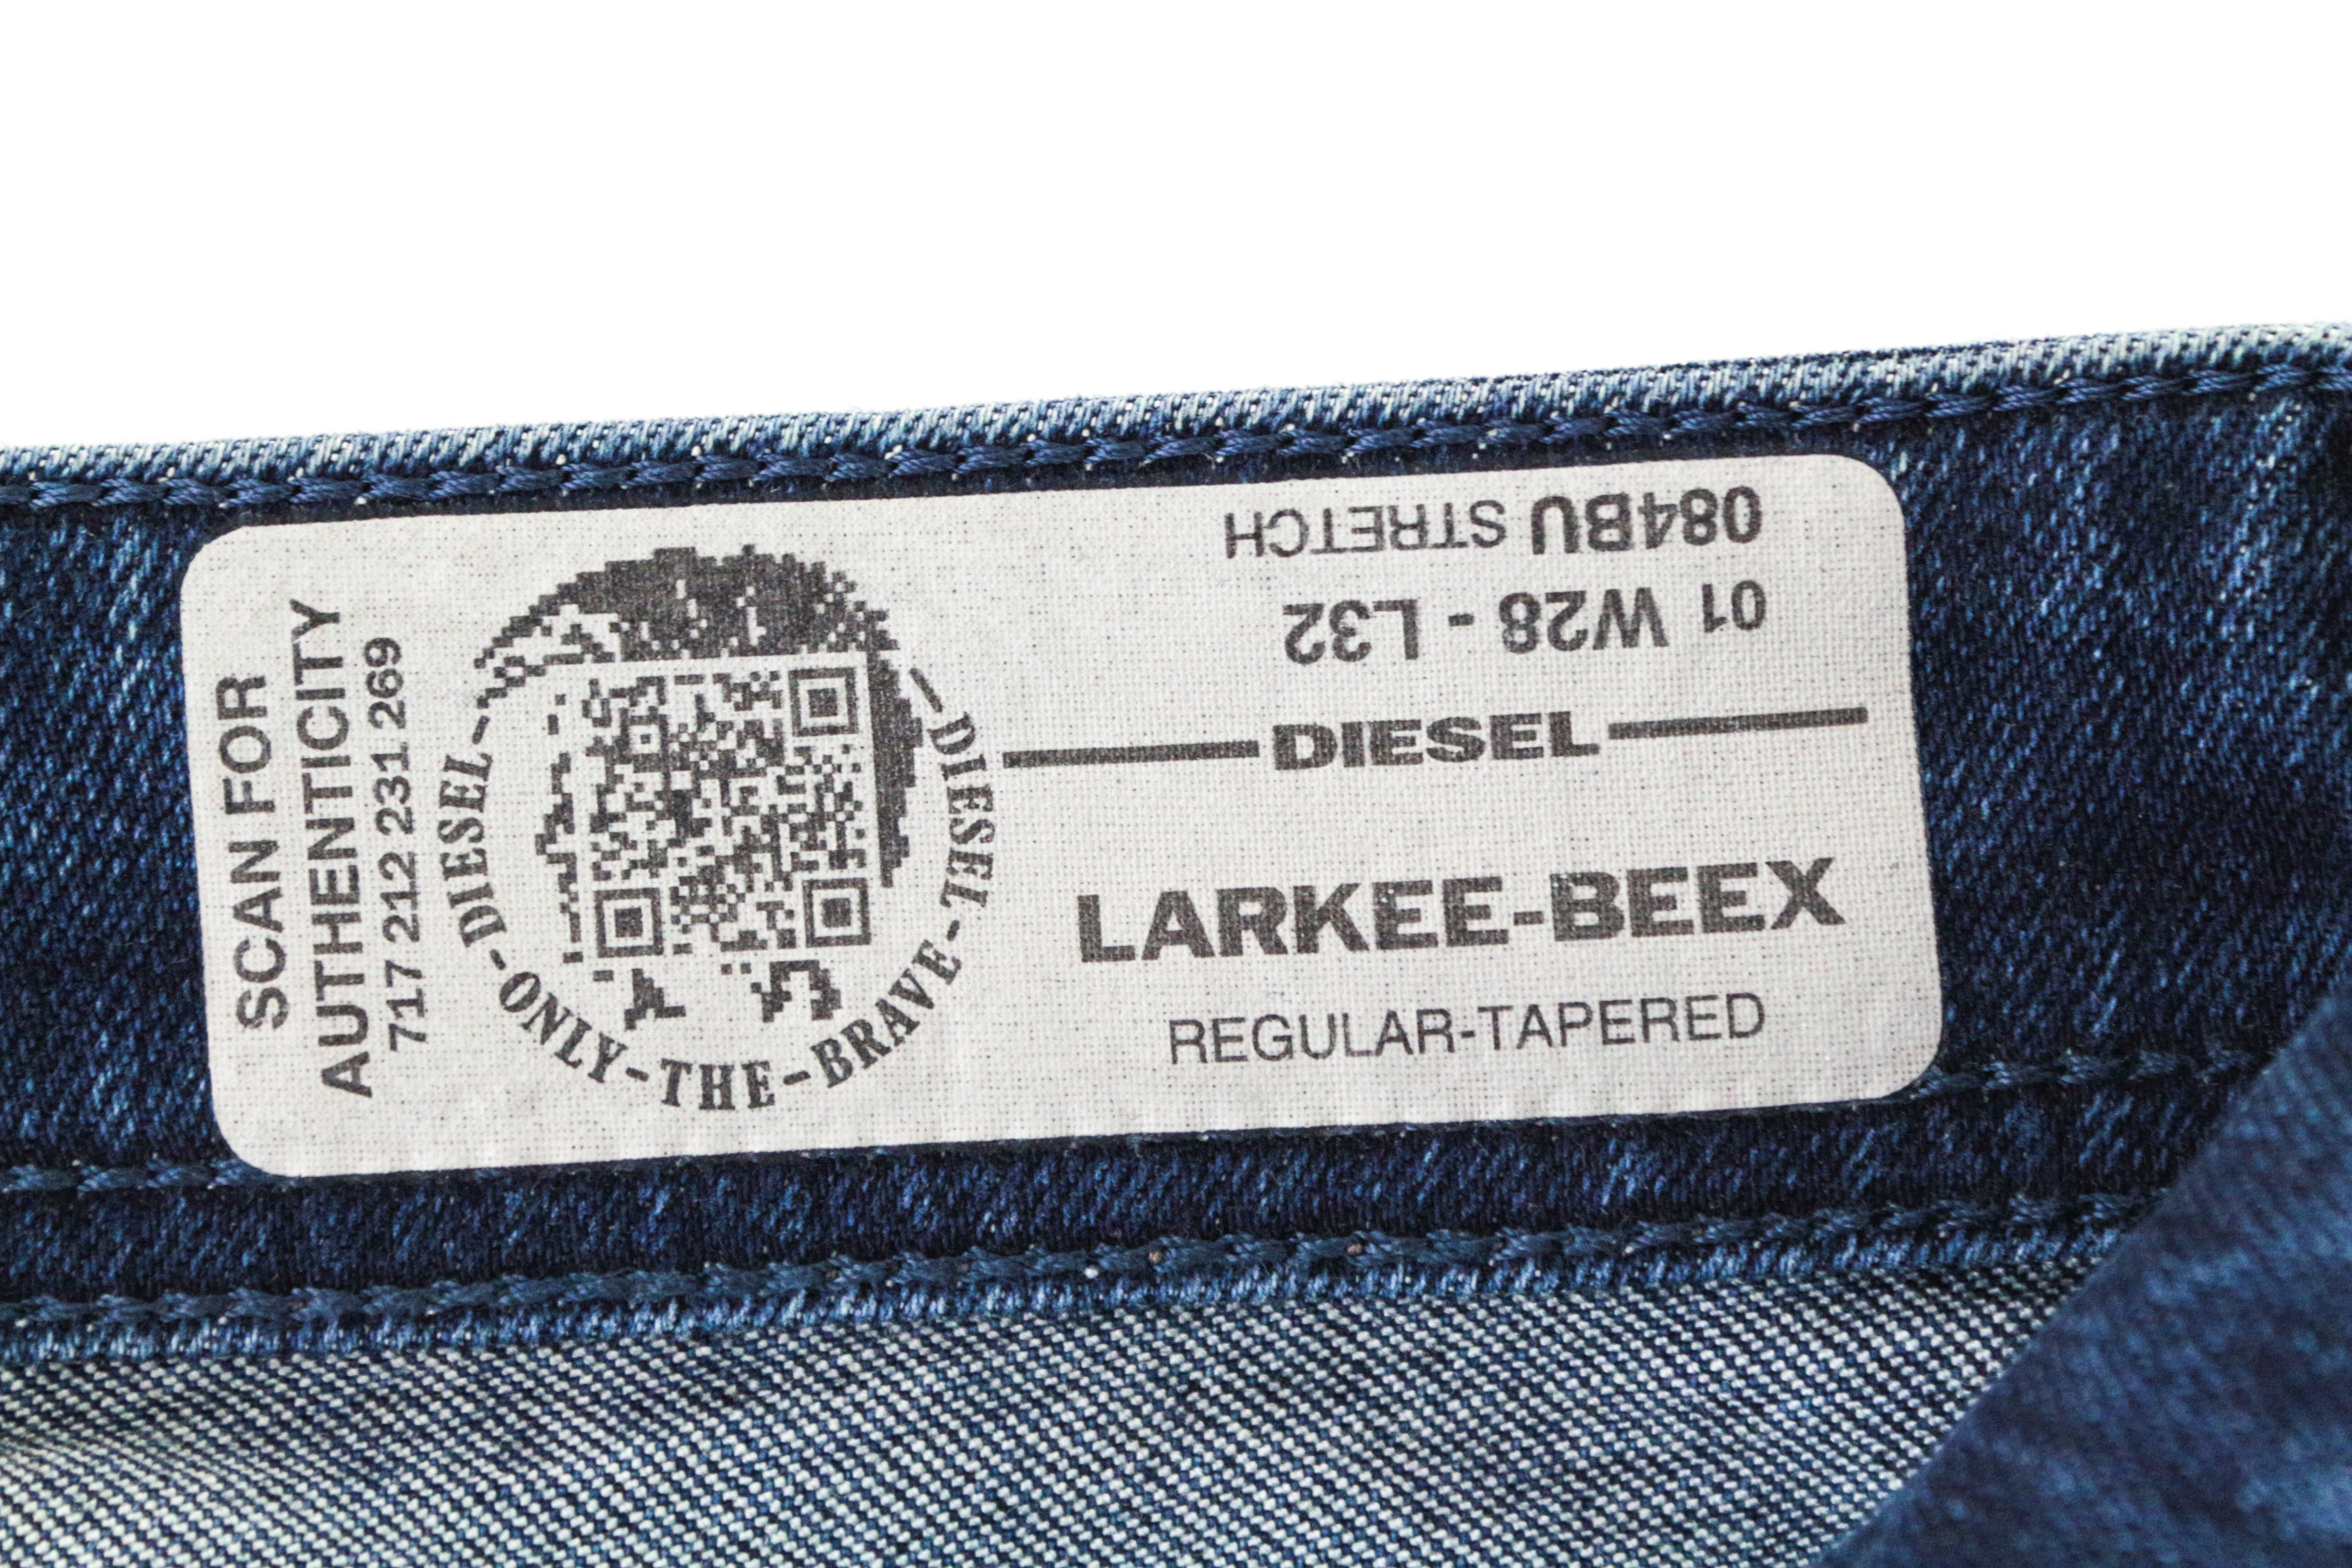 SCAN FOR
AUTHENTICITY
717 212 231 269
DIESEL-ONLY-THE-BRAVE-DIESEL
084BU STRETCH
01 W28 - L32
DIESEL
LARKEE-BEEX
REGULAR-TAPERED